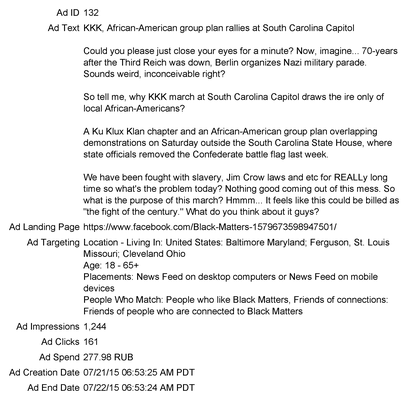 Ad ID 132
Ad Text KKK, African-American group plan rallies at South Carolina Capitol
Could you please just close your eyes for a minute? Now, imagine... 70-years
after the Third Reich was down, Berlin organizes Nazi military parade.
Sounds weird, inconceivable right?
So tell me, why KKK march at South Carolina Capitol draws the ire only of
local African-Americans?
A Ku Klux Klan chapter and an African-American group plan overlapping
demonstrations on Saturday outside the South Carolina State House, where
state officials removed the Confederate battle flag last week.
We have been fought with slavery, Jim Crow laws and etc for REALLy long
time so what's the problem today? Nothing good coming out of this mess. So
what is the purpose of this march? Hmmm... It feels like this could be billed as
"the fight of the century." What do you think about it guys?
Ad Landing Page https://www.facebook.com/Black-Matters-1579673598947501/
Ad Targeting Location - Living In: United States: Baltimore Maryland; Ferguson, St. Louis
Missouri; Cleveland Ohio
Age: 18 - 65+
Placements: News Feed on desktop computers or News Feed on mobile
devices
People Who Match: People who like Black Matters, Friends of connections:
Friends of people who are connected to Black Matters
Ad Impressions 1,244
Ad Clicks 161
Ad Spend 277.98 RUB
Ad Creation Date 07/21/15 06:53:25 AM PDT
Ad End Date 07/22/15 06:53:24 AM PDT